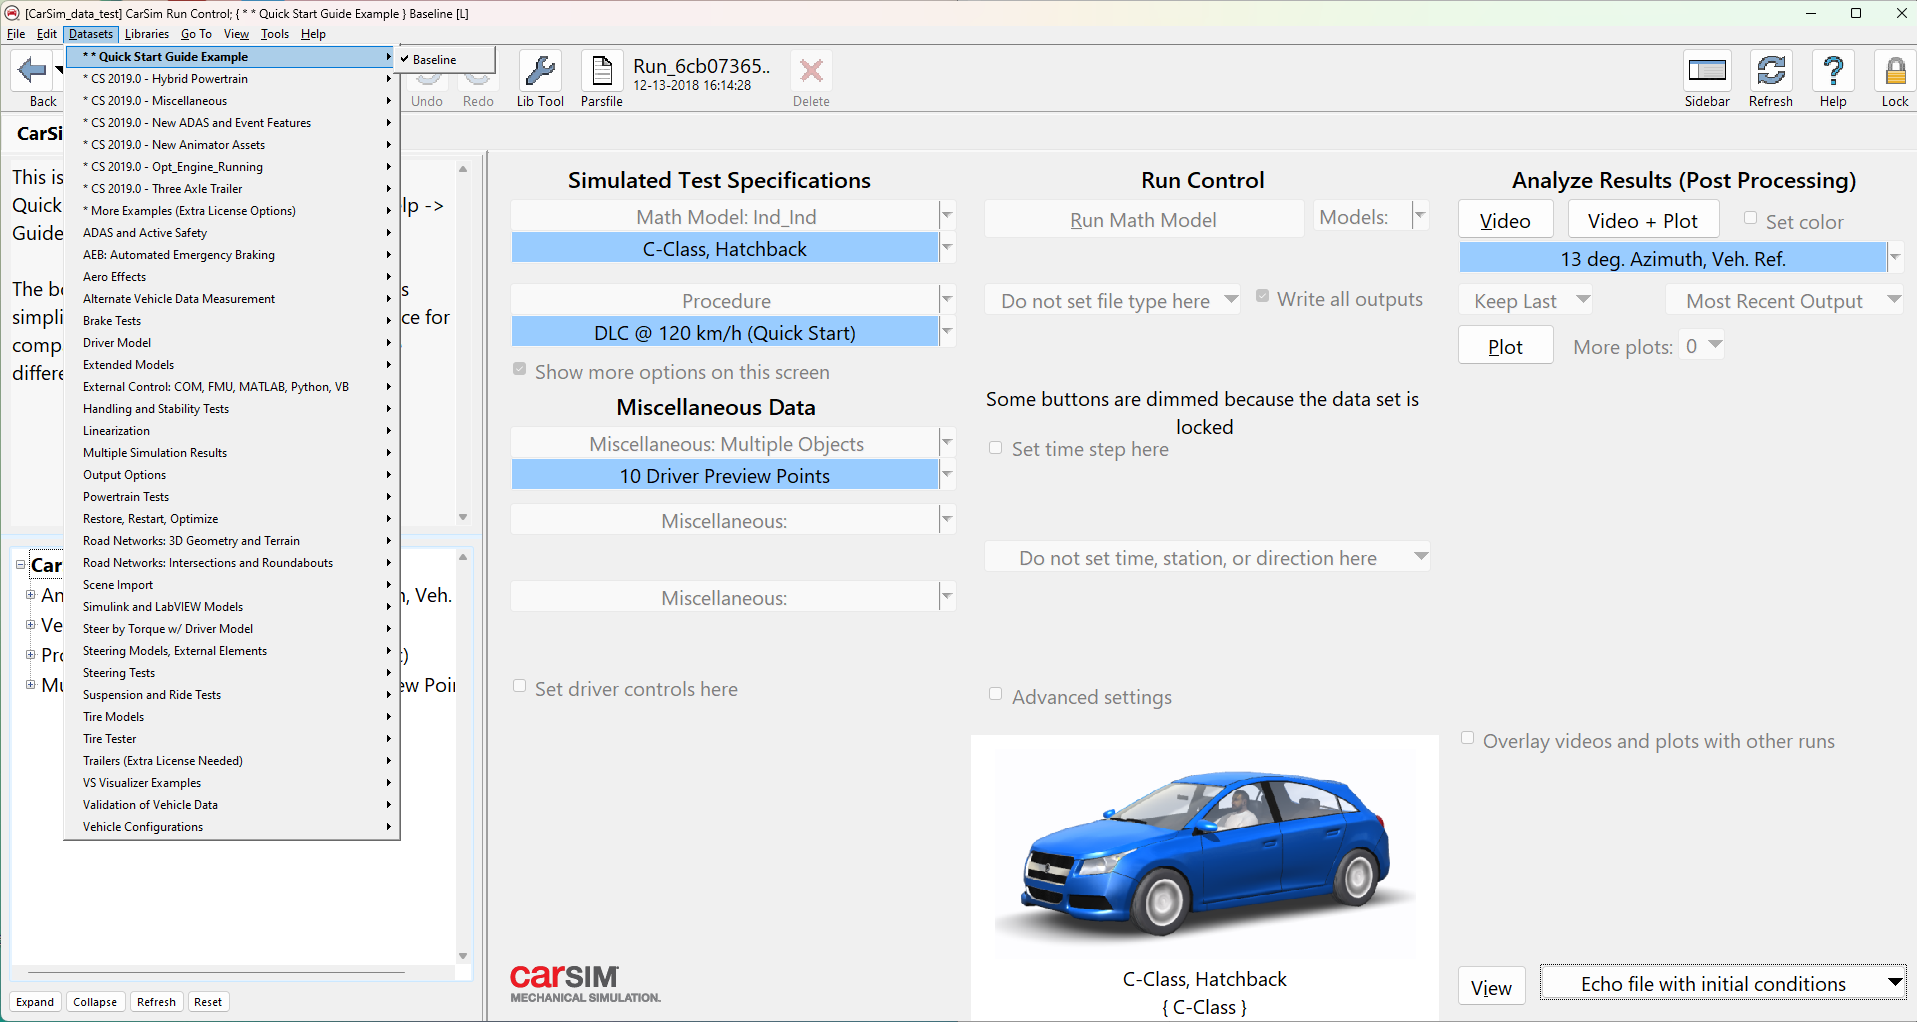 [CarSim_data_test] CarSim Run Control; { * * Quick Start Guide Example } Baseline [L]
File Edit Datasets Libraries Go To View Tools Help
Back
Undo
Redo
Lib Tool
Parsfile
Run_6cb07365..
12-13-2018 16:14:28
Delete
Sidebar
Refresh
Help
Lock
* * Quick Start Guide Example
✓ Baseline
* CS 2019.0 - Hybrid Powertrain
* CS 2019.0 - Miscellaneous
* CS 2019.0 - New ADAS and Event Features
* CS 2019.0 - New Animator Assets
* CS 2019.0 - Opt_Engine_Running
* CS 2019.0 - Three Axle Trailer
* More Examples (Extra License Options)
ADAS and Active Safety
AEB: Automated Emergency Braking
Aero Effects
Alternate Vehicle Data Measurement
Brake Tests
Driver Model
Extended Models
External Control: COM, FMU, MATLAB, Python, VB
Handling and Stability Tests
Linearization
Multiple Simulation Results
Output Options
Powertrain Tests
Restore, Restart, Optimize
Road Networks: 3D Geometry and Terrain
Road Networks: Intersections and Roundabouts
Scene Import
Simulink and LabVIEW Models
Steer by Torque w/ Driver Model
Steering Models, External Elements
Steering Tests
Suspension and Ride Tests
Tire Models
Tire Tester
Trailers (Extra License Needed)
VS Visualizer Examples
Validation of Vehicle Data
Vehicle Configurations
CarSi
This is
Quick lp ->
Guide
The b s
simpli ce for
comp
differe
Car
An , Veh.
Ve
Pro )
Mu ew Poi
Expand
Collapse
Refresh
Reset
Simulated Test Specifications
Math Model: Ind_Ind
C-Class, Hatchback
Procedure
DLC @ 120 km/h (Quick Start)
Show more options on this screen
Miscellaneous Data
Miscellaneous: Multiple Objects
10 Driver Preview Points
Miscellaneous:
Miscellaneous:
Set driver controls here
carSIM
MECHANICAL SIMULATION.
Run Control
Run Math Model
Models:
Do not set file type here
Write all outputs
Some buttons are dimmed because the data set is
locked
Set time step here
Do not set time, station, or direction here
Advanced settings
C-Class, Hatchback
{ C-Class }
Analyze Results (Post Processing)
Video
Video + Plot
Set color
13 deg. Azimuth, Veh. Ref.
Keep Last
Most Recent Output
Plot
More plots: 0
Overlay videos and plots with other runs
View
Echo file with initial conditions